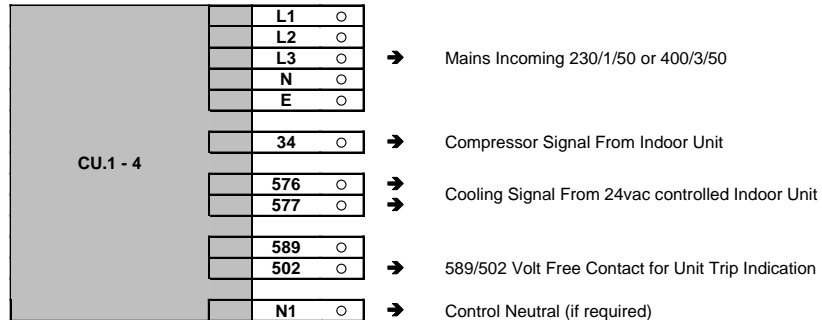 L1
L2
L3 ➔ Mains Incoming 230/1/50 or 400/3/50
N
E
34 ➔ Compressor Signal From Indoor Unit
CU.1 - 4
576 ➔
Cooling Signal From 24vac controlled Indoor Unit
577 ➔
589
502 ➔ 589/502 Volt Free Contact for Unit Trip Indication
N1 ➔ Control Neutral (if required)